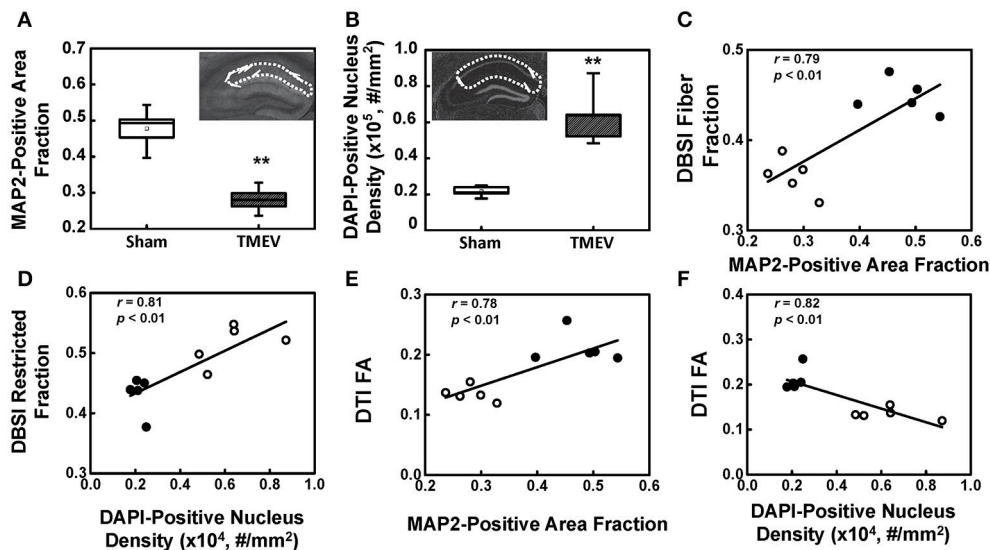 A
MAP2-Positive Area
Fraction
0.7
0.6
0.5
0.4
0.3
0.2
**
Sham
TMEV
B
DAPI-Positive Nucleus
Density (x10⁵, #/mm²)
1.0
0.8
0.6
0.4
0.2
0
**
Sham
TMEV
C
DBSI Fiber
Fraction
0.5
0.4
0.3
r = 0.79
p < 0.01
0.2 0.3 0.4 0.5 0.6
MAP2-Positive Area Fraction
D
DBSI Restricted
Fraction
0.6
0.5
0.4
0.3
r = 0.81
p < 0.01
0.0 0.2 0.4 0.6 0.8 1.0
DAPI-Positive Nucleus
Density (x10⁴, #/mm²)
E
DTI FA
0.3
0.2
0.1
0.0
r = 0.78
p < 0.01
0.2 0.3 0.4 0.5 0.6
MAP2-Positive Area Fraction
F
DTI FA
0.3
0.2
0.1
0.0
r = 0.82
p < 0.01
0.0 0.2 0.4 0.6 0.8 1.0
DAPI-Positive Nucleus
Density (x10⁴, #/mm²)